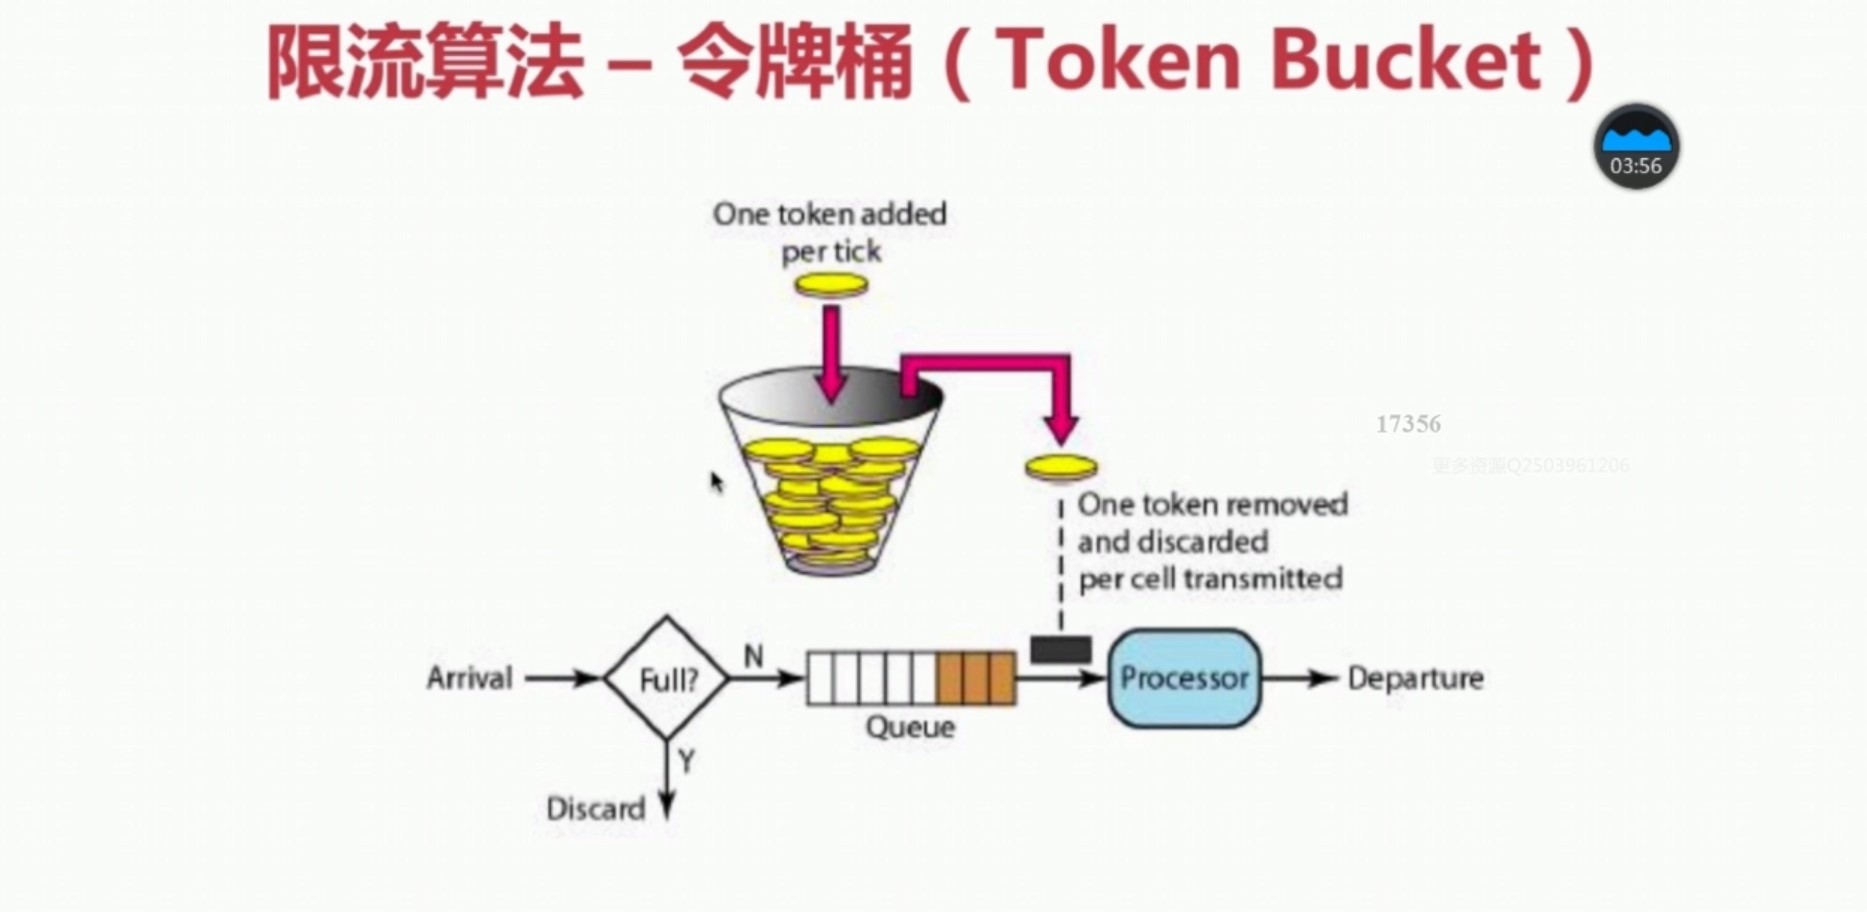 限流算法 – 令牌桶（Token Bucket）
03:56
One token added
per tick
17356
更多资源Q2503961206
One token removed
and discarded
per cell transmitted
Arrival
Full?
N
Queue
Processor
Departure
Y
Discard